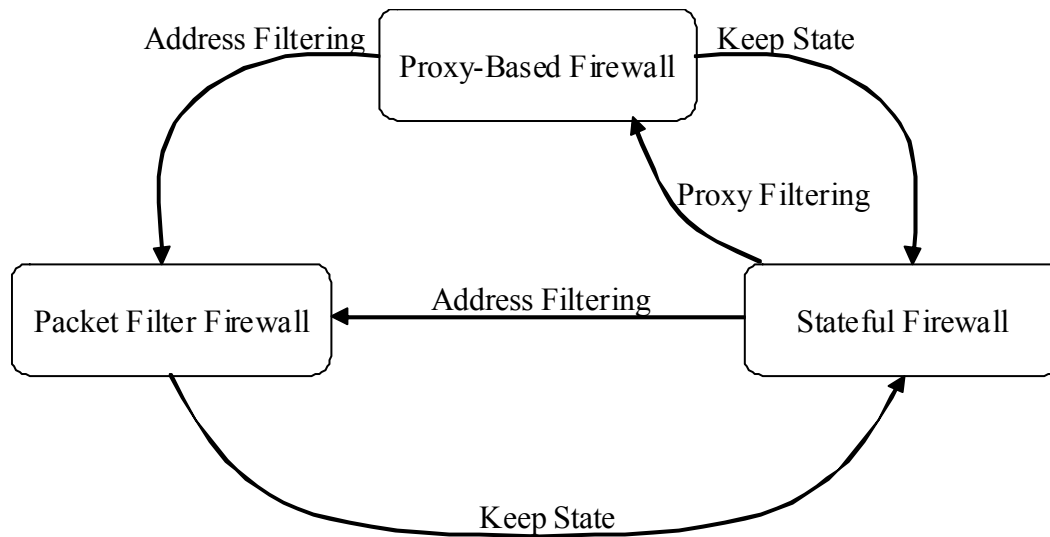 Address Filtering
Keep State
Proxy-Based Firewall
Proxy Filtering
Address Filtering
Packet Filter Firewall
Stateful Firewall
Keep State